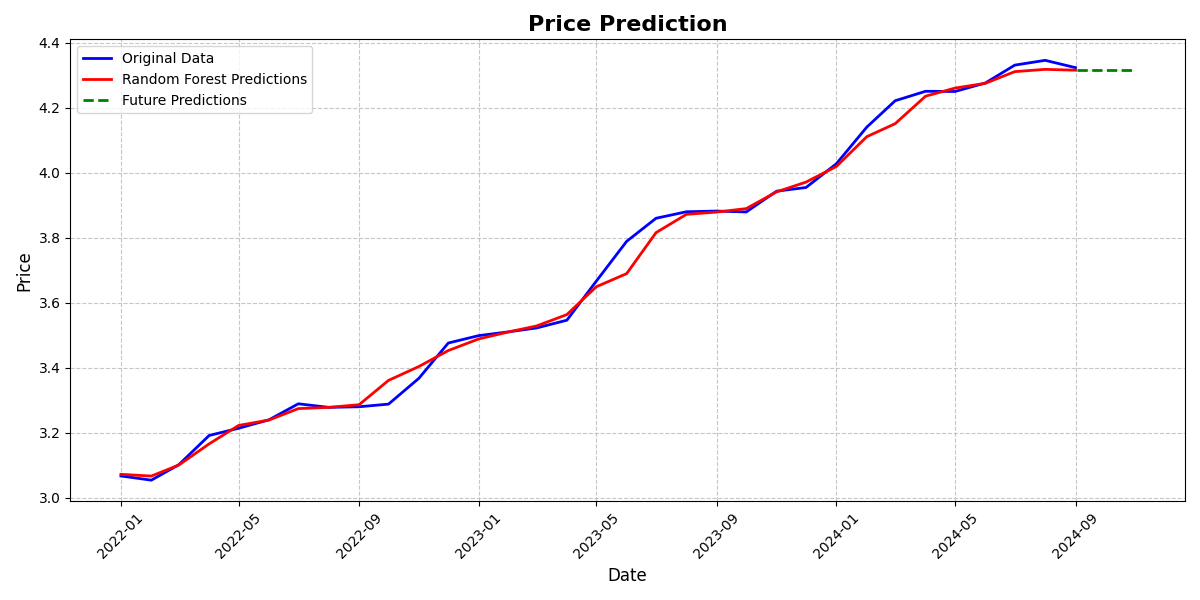 Price Prediction
Original Data
Random Forest Predictions
Future Predictions
Price
4.4
4.2
4.0
3.8
3.6
3.4
3.2
3.0
2022-01
2022-05
2022-09
2023-01
2023-05
2023-09
2024-01
2024-05
2024-09
Date